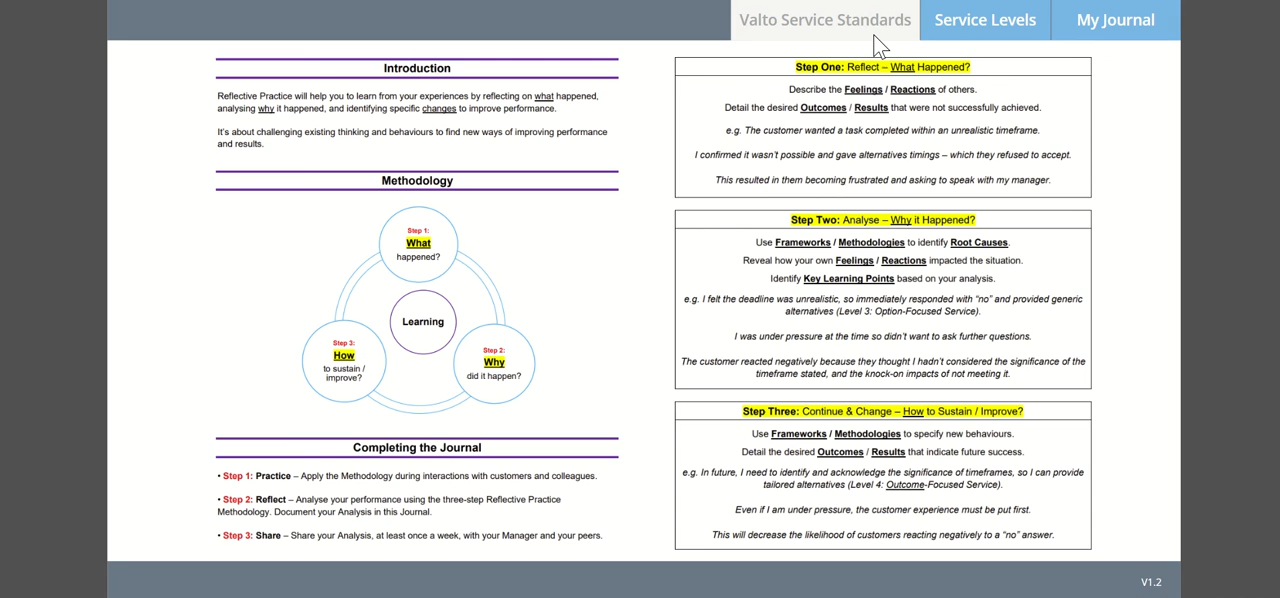 Valto Service Standards
Service Levels
My Journal
Introduction
Reflective Practice will help you to learn from your experiences by reflecting on what happened,
analysing why it happened, and identifying specific changes to improve performance.
It's about challenging existing thinking and behaviours to find new ways of improving performance
and results.
Methodology
Step 1:
What
happened?
Learning
Step 3:
How
to sustain /
improve?
Step 2:
Why
did it happen?
Completing the Journal
• Step 1: Practice – Apply the Methodology during interactions with customers and colleagues.
• Step 2: Reflect – Analyse your performance using the three-step Reflective Practice
Methodology. Document your Analysis in this Journal.
• Step 3: Share – Share your Analysis, at least once a week, with your Manager and your peers.
Step One: Reflect – What Happened?
Describe the Feelings / Reactions of others.
Detail the desired Outcomes / Results that were not successfully achieved.
e.g. The customer wanted a task completed within an unrealistic timeframe.
I confirmed it wasn't possible and gave alternatives timings – which they refused to accept.
This resulted in them becoming frustrated and asking to speak with my manager.
Step Two: Analyse – Why it Happened?
Use Frameworks / Methodologies to identify Root Causes.
Reveal how your own Feelings / Reactions impacted the situation.
Identify Key Learning Points based on your analysis.
e.g. I felt the deadline was unrealistic, so immediately responded with "no" and provided generic
alternatives (Level 3: Option-Focused Service).
I was under pressure at the time so didn't want to ask further questions.
The customer reacted negatively because they thought I hadn't considered the significance of the
timeframe stated, and the knock-on impacts of not meeting it.
Step Three: Continue & Change – How to Sustain / Improve?
Use Frameworks / Methodologies to specify new behaviours.
Detail the desired Outcomes / Results that indicate future success.
e.g. In future, I need to identify and acknowledge the significance of timeframes, so I can provide
tailored alternatives (Level 4: Outcome-Focused Service).
Even if I am under pressure, the customer experience must be put first.
This will decrease the likelihood of customers reacting negatively to a "no" answer.
V1.2